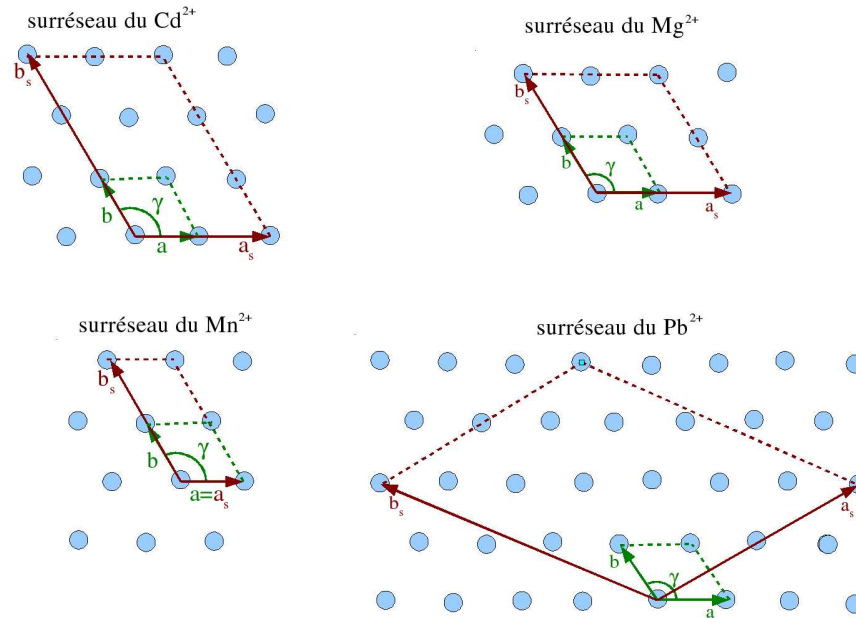 surréseau du Cd²⁺
bₛ
b
γ
a
aₛ
surréseau du Mg²⁺
bₛ
b
γ
a
aₛ
surréseau du Mn²⁺
bₛ
b
γ
a=aₛ
surréseau du Pb²⁺
bₛ
aₛ
b
γ
a